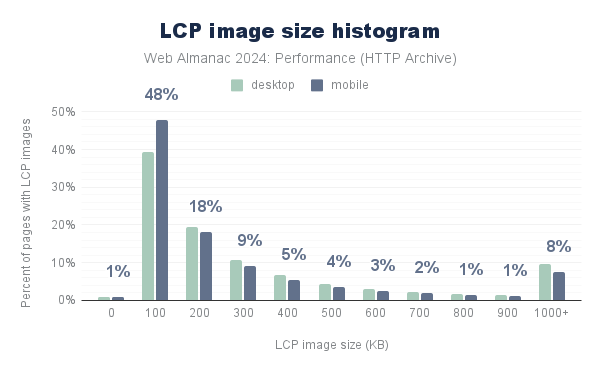 LCP image size histogram
Web Almanac 2024: Performance (HTTP Archive)
desktop mobile
Percent of pages with LCP images
50%
40%
30%
20%
10%
0%
1% 48% 18% 9% 5% 4% 3% 2% 1% 1% 8%
0 100 200 300 400 500 600 700 800 900 1000+
LCP image size (KB)